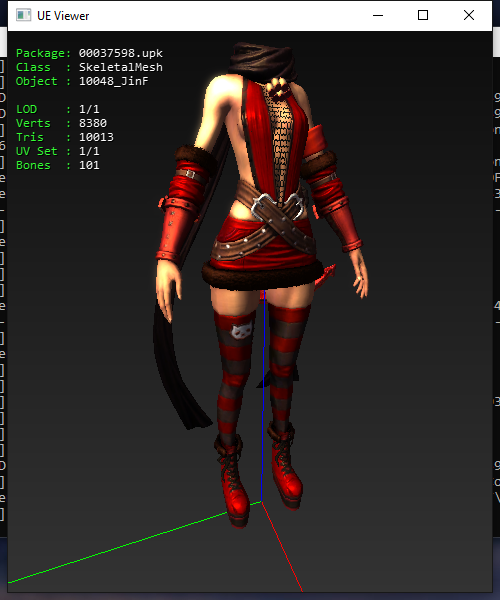 UE Viewer
Package: 00037598.upk
Class : SkeletalMesh
Object : 10048_JinF
LOD : 1/1
Verts : 8380
Tris : 10013
UV Set : 1/1
Bones : 101